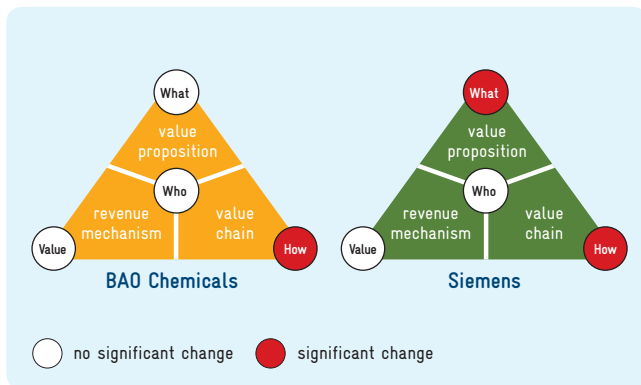 What
value
proposition
Who
revenue
mechanism
value
chain
Value
How
BAO Chemicals
What
value
proposition
Who
revenue
mechanism
value
chain
Value
How
Siemens
no significant change
significant change